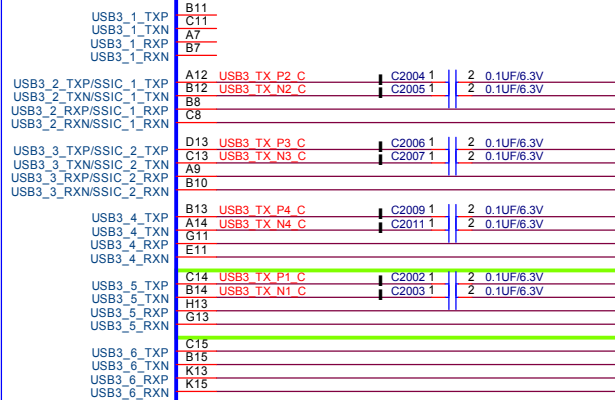 USB3_1_TXP B11
USB3_1_TXN C11
USB3_1_RXP A7
USB3_1_RXN B7
USB3_2_TXP/SSIC_1_TXP A12 USB3_TX_P2_C C2004 1 2 0.1UF/6.3V
USB3_2_TXN/SSIC_1_TXN B12 USB3_TX_N2_C C2005 1 2 0.1UF/6.3V
USB3_2_RXP/SSIC_1_RXP B8
USB3_2_RXN/SSIC_1_RXN C8
USB3_3_TXP/SSIC_2_TXP D13 USB3_TX_P3_C C2006 1 2 0.1UF/6.3V
USB3_3_TXN/SSIC_2_TXN C13 USB3_TX_N3_C C2007 1 2 0.1UF/6.3V
USB3_3_RXP/SSIC_2_RXP A9
USB3_3_RXN/SSIC_2_RXN B10
USB3_4_TXP B13 USB3_TX_P4_C C2009 1 2 0.1UF/6.3V
USB3_4_TXN A14 USB3_TX_N4_C C2011 1 2 0.1UF/6.3V
USB3_4_RXP G11
USB3_4_RXN E11
USB3_5_TXP C14 USB3_TX_P1_C C2002 1 2 0.1UF/6.3V
USB3_5_TXN B14 USB3_TX_N1_C C2003 1 2 0.1UF/6.3V
USB3_5_RXP H13
USB3_5_RXN G13
USB3_6_TXP C15
USB3_6_TXN B15
USB3_6_RXP K13
USB3_6_RXN K15